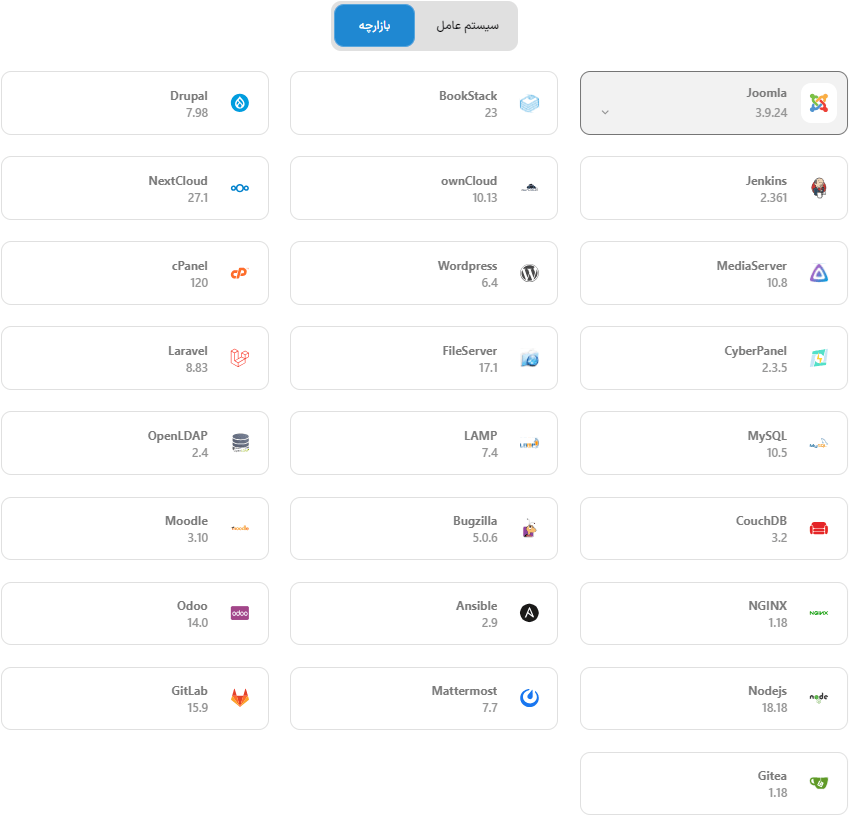 سیستم عامل
بازارچه
Joomla
3.9.24
BookStack
23
Drupal
7.98
Jenkins
2.361
ownCloud
10.13
NextCloud
27.1
MediaServer
10.8
Wordpress
6.4
cPanel
120
CyberPanel
2.3.5
FileServer
17.1
Laravel
8.83
MySQL
10.5
LAMP
7.4
OpenLDAP
2.4
CouchDB
3.2
Bugzilla
5.0.6
Moodle
3.10
NGINX
1.18
Ansible
2.9
odoo
Odoo
14.0
Nodejs
18.18
Mattermost
7.7
GitLab
15.9
Gitea
1.18